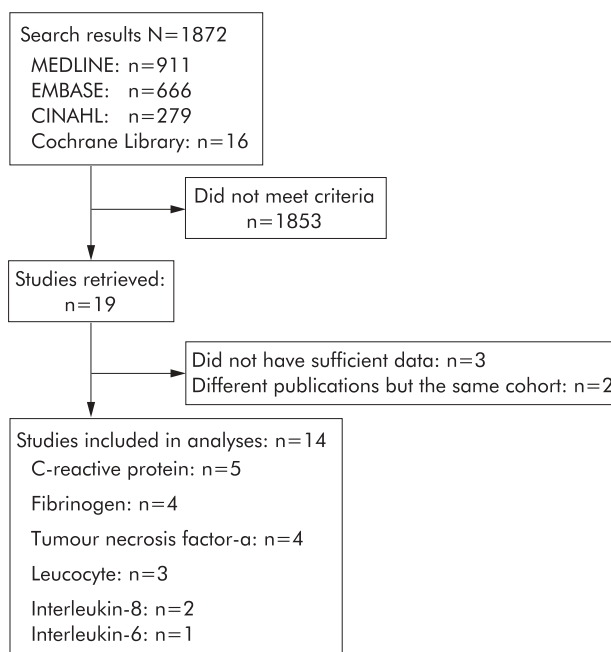 Search results N=1872
MEDLINE: n=911
EMBASE: n=666
CINAHL: n=279
Cochrane Library: n=16
Did not meet criteria
n=1853
Studies retrieved:
n=19
Did not have sufficient data: n=3
Different publications but the same cohort: n=2
Studies included in analyses: n=14
C-reactive protein: n=5
Fibrinogen: n=4
Tumour necrosis factor-a: n=4
Leucocyte: n=3
Interleukin-8: n=2
Interleukin-6: n=1